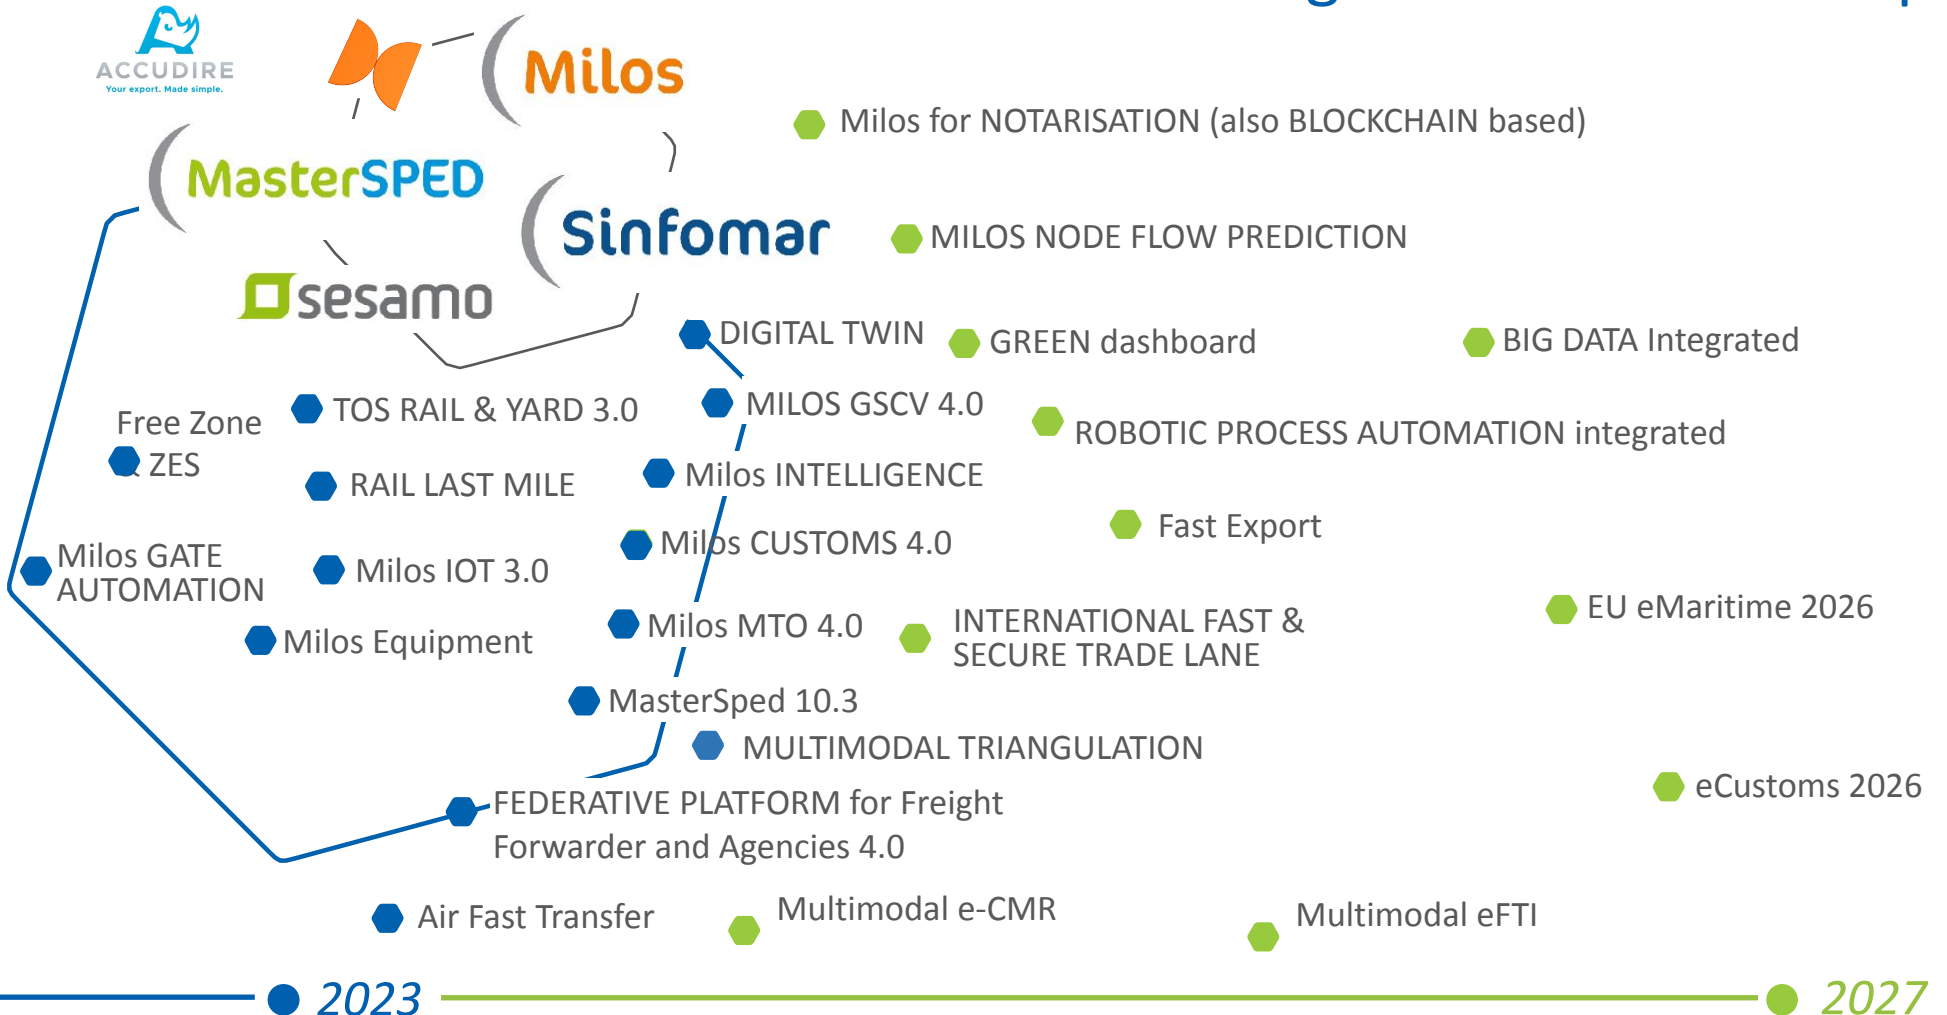 ACCUDIRE
Your export. Made simple.
Milos
MasterSPED
Sinfomar
sesamo
Milos for NOTARISATION (also BLOCKCHAIN based)
MILOS NODE FLOW PREDICTION
DIGITAL TWIN
GREEN dashboard
BIG DATA Integrated
Free Zone
& ZES
TOS RAIL & YARD 3.0
MILOS GSCV 4.0
ROBOTIC PROCESS AUTOMATION integrated
RAIL LAST MILE
Milos INTELLIGENCE
Fast Export
Milos GATE
AUTOMATION
Milos IOT 3.0
Milos CUSTOMS 4.0
Milos Equipment
Milos MTO 4.0
INTERNATIONAL FAST &
SECURE TRADE LANE
EU eMaritime 2026
MasterSped 10.3
MULTIMODAL TRIANGULATION
eCustoms 2026
FEDERATIVE PLATFORM for Freight
Forwarder and Agencies 4.0
Air Fast Transfer
Multimodal e-CMR
Multimodal eFTI
2023
2027